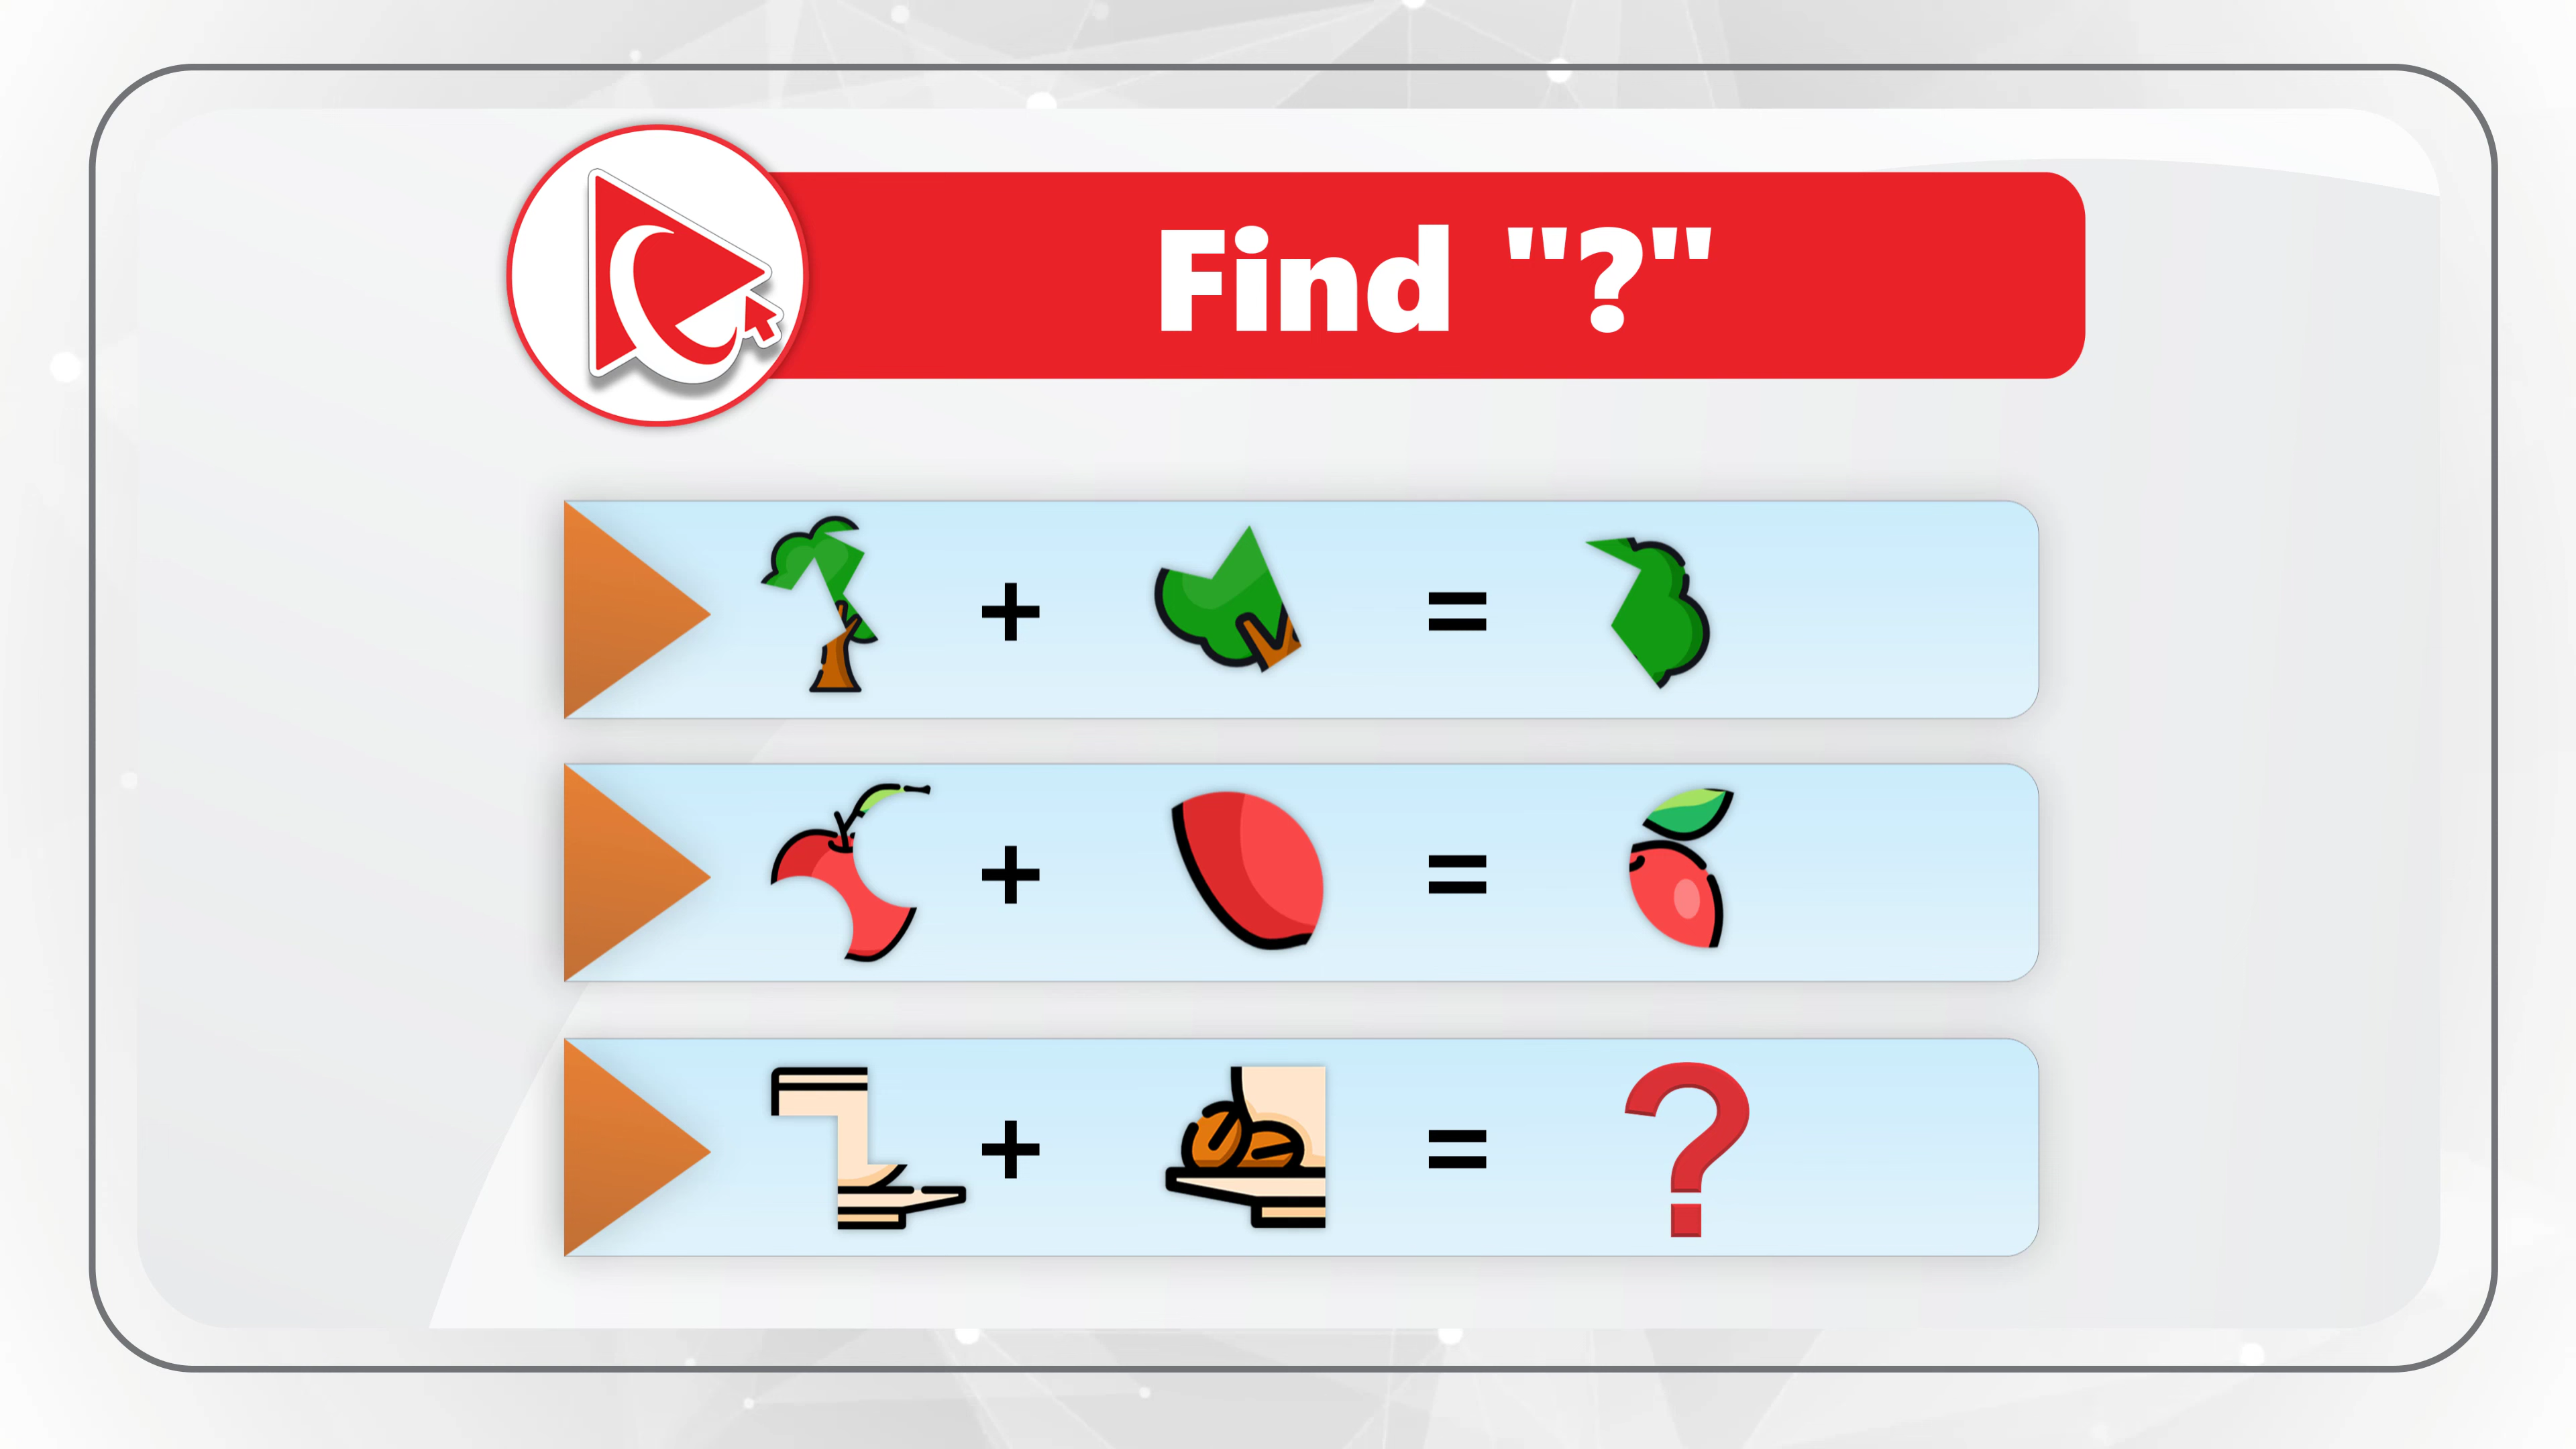 Find "?"
+ =
+ =
+ = ?